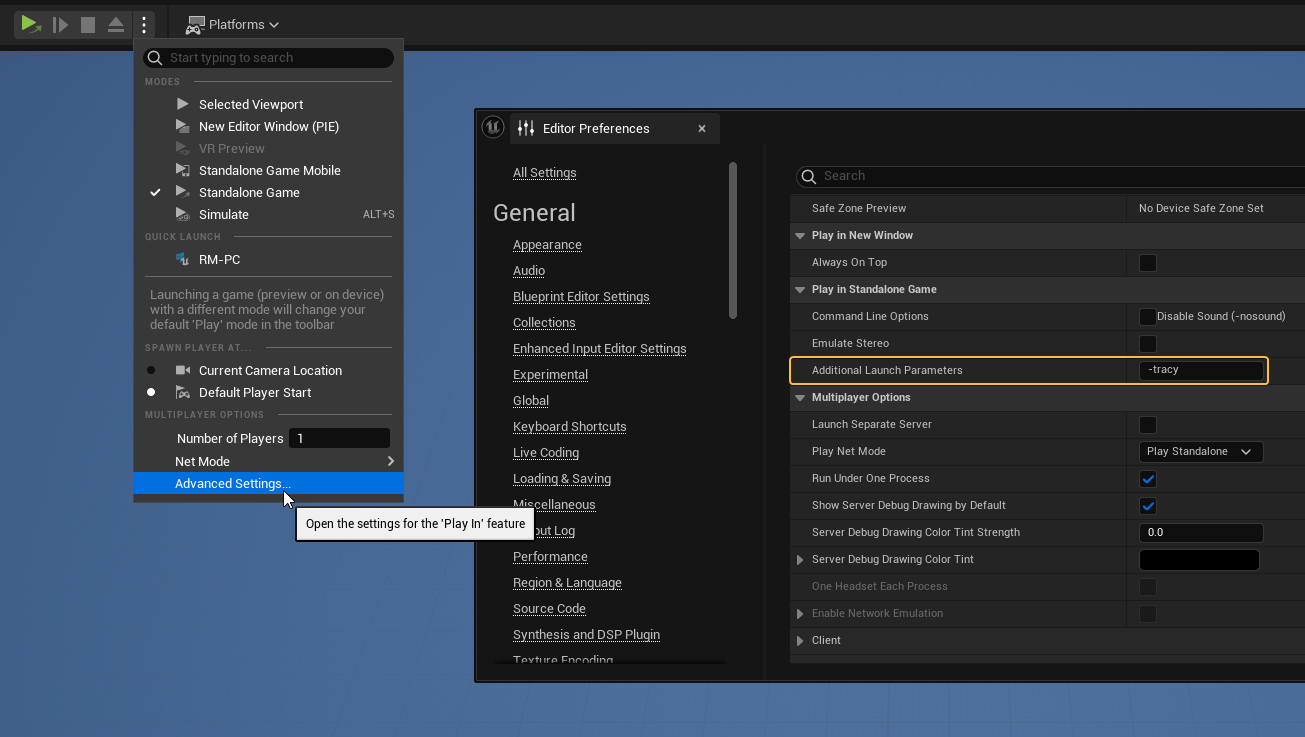 Platforms
Start typing to search
MODES
Selected Viewport
New Editor Window (PIE)
VR Preview
Standalone Game Mobile
Standalone Game
Simulate ALT+S
QUICK LAUNCH
RM-PC
Launching a game (preview or on device)
with a different mode will change your
default 'Play' mode in the toolbar
SPAWN PLAYER AT...
Current Camera Location
Default Player Start
MULTIPLAYER OPTIONS
Number of Players 1
Net Mode
Advanced Settings...
Open the settings for the 'Play In' feature
Editor Preferences
All Settings
General
Appearance
Audio
Blueprint Editor Settings
Collections
Enhanced Input Editor Settings
Experimental
Global
Keyboard Shortcuts
Live Coding
Loading & Saving
Miscellaneous
Log
Performance
Region & Language
Source Code
Synthesis and DSP Plugin
Texture Encoding
Search
Safe Zone Preview No Device Safe Zone Set
Play in New Window
Always On Top
Play in Standalone Game
Command Line Options Disable Sound (-nosound)
Emulate Stereo
Additional Launch Parameters -tracy
Multiplayer Options
Launch Separate Server
Play Net Mode Play Standalone
Run Under One Process
Show Server Debug Drawing by Default
Server Debug Drawing Color Tint Strength 0.0
Server Debug Drawing Color Tint
One Headset Each Process
Enable Network Emulation
Client